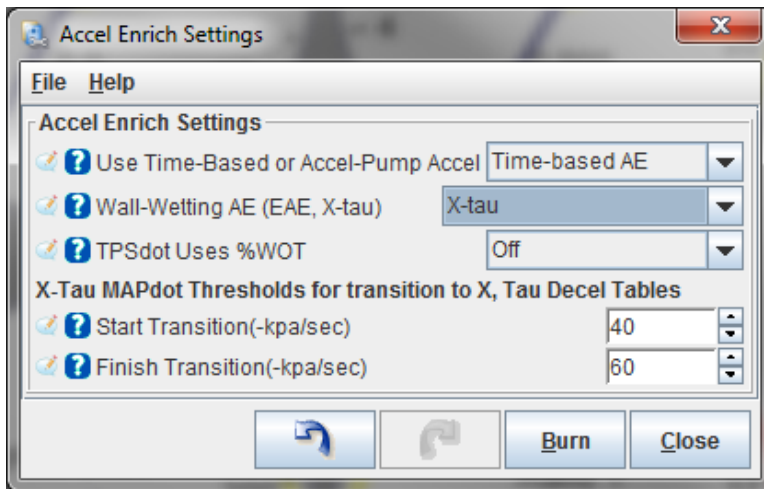 Accel Enrich Settings
File Help
Accel Enrich Settings
Use Time-Based or Accel-Pump Accel Time-based AE
Wall-Wetting AE (EAE, X-tau) X-tau
TPSdot Uses %WOT Off
X-Tau MAPdot Thresholds for transition to X, Tau Decel Tables
Start Transition(-kpa/sec) 40
Finish Transition(-kpa/sec) 60
Burn Close